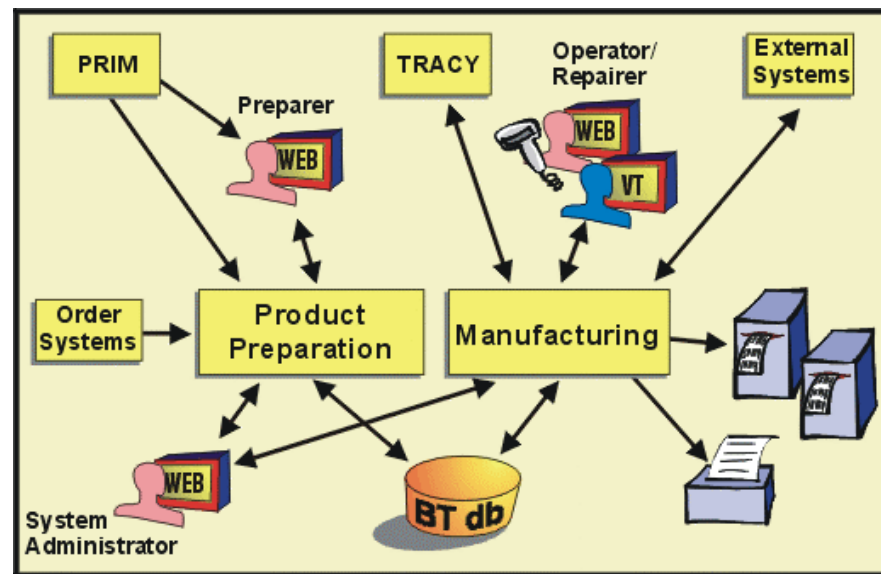 PRIM
TRACY
Operator/
Repairer
External
Systems
Preparer
WEB
WEB
VT
Order
Systems
Product
Preparation
Manufacturing
WEB
System
Administrator
BT db